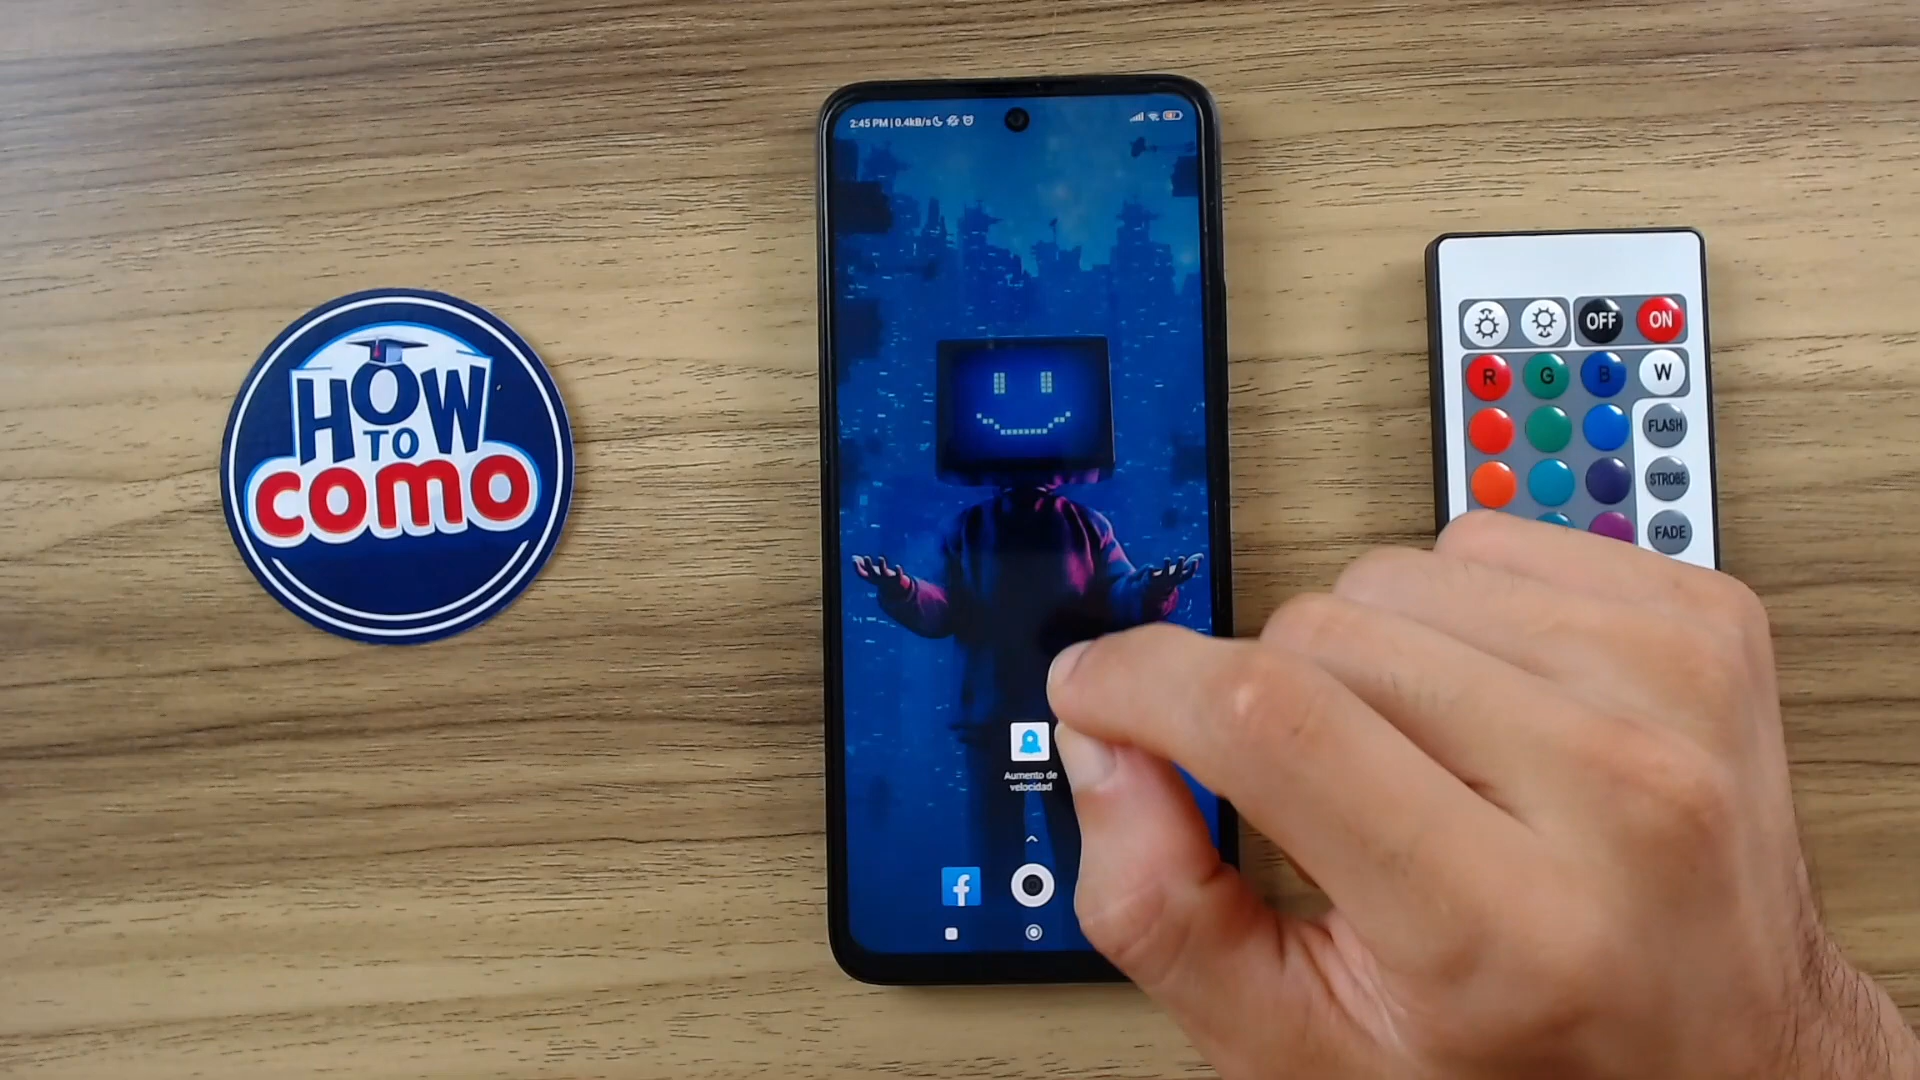 HOW
TO
COMO
2:45 PM | 0.4kB/s
Aumento de
velocidad
OFF
ON
R
G
B
W
FLASH
STROBE
FADE